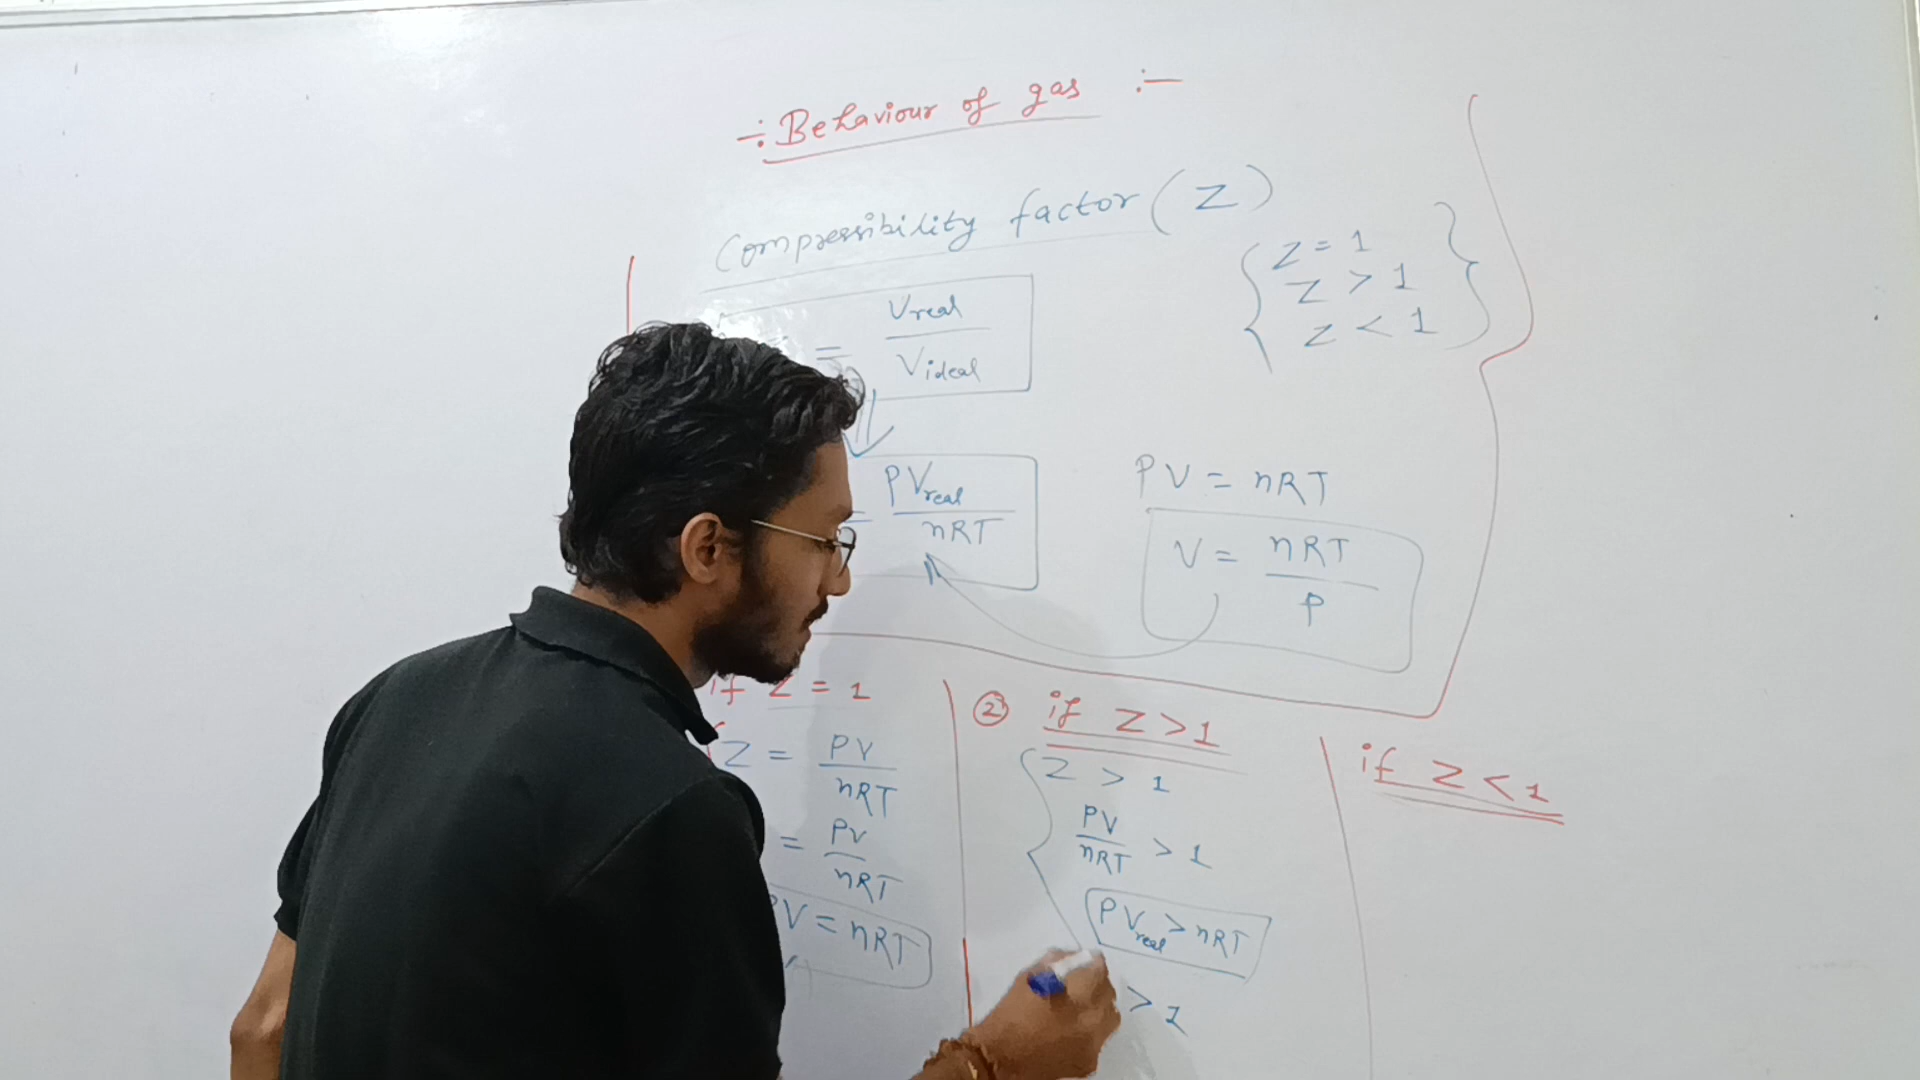 ÷ Behaviour of gas :-
Compressibility factor (Z)
Z = 1
Z > 1
Z < 1
= Vreal / Videal
= PVreal / nRT
PV = nRT
V = nRT / P
if Z = 1
Z = PV / nRT
= PV / nRT
PV = nRT
② if Z > 1
Z > 1
PV / nRT > 1
PVreal > nRT
> 1
if Z < 1